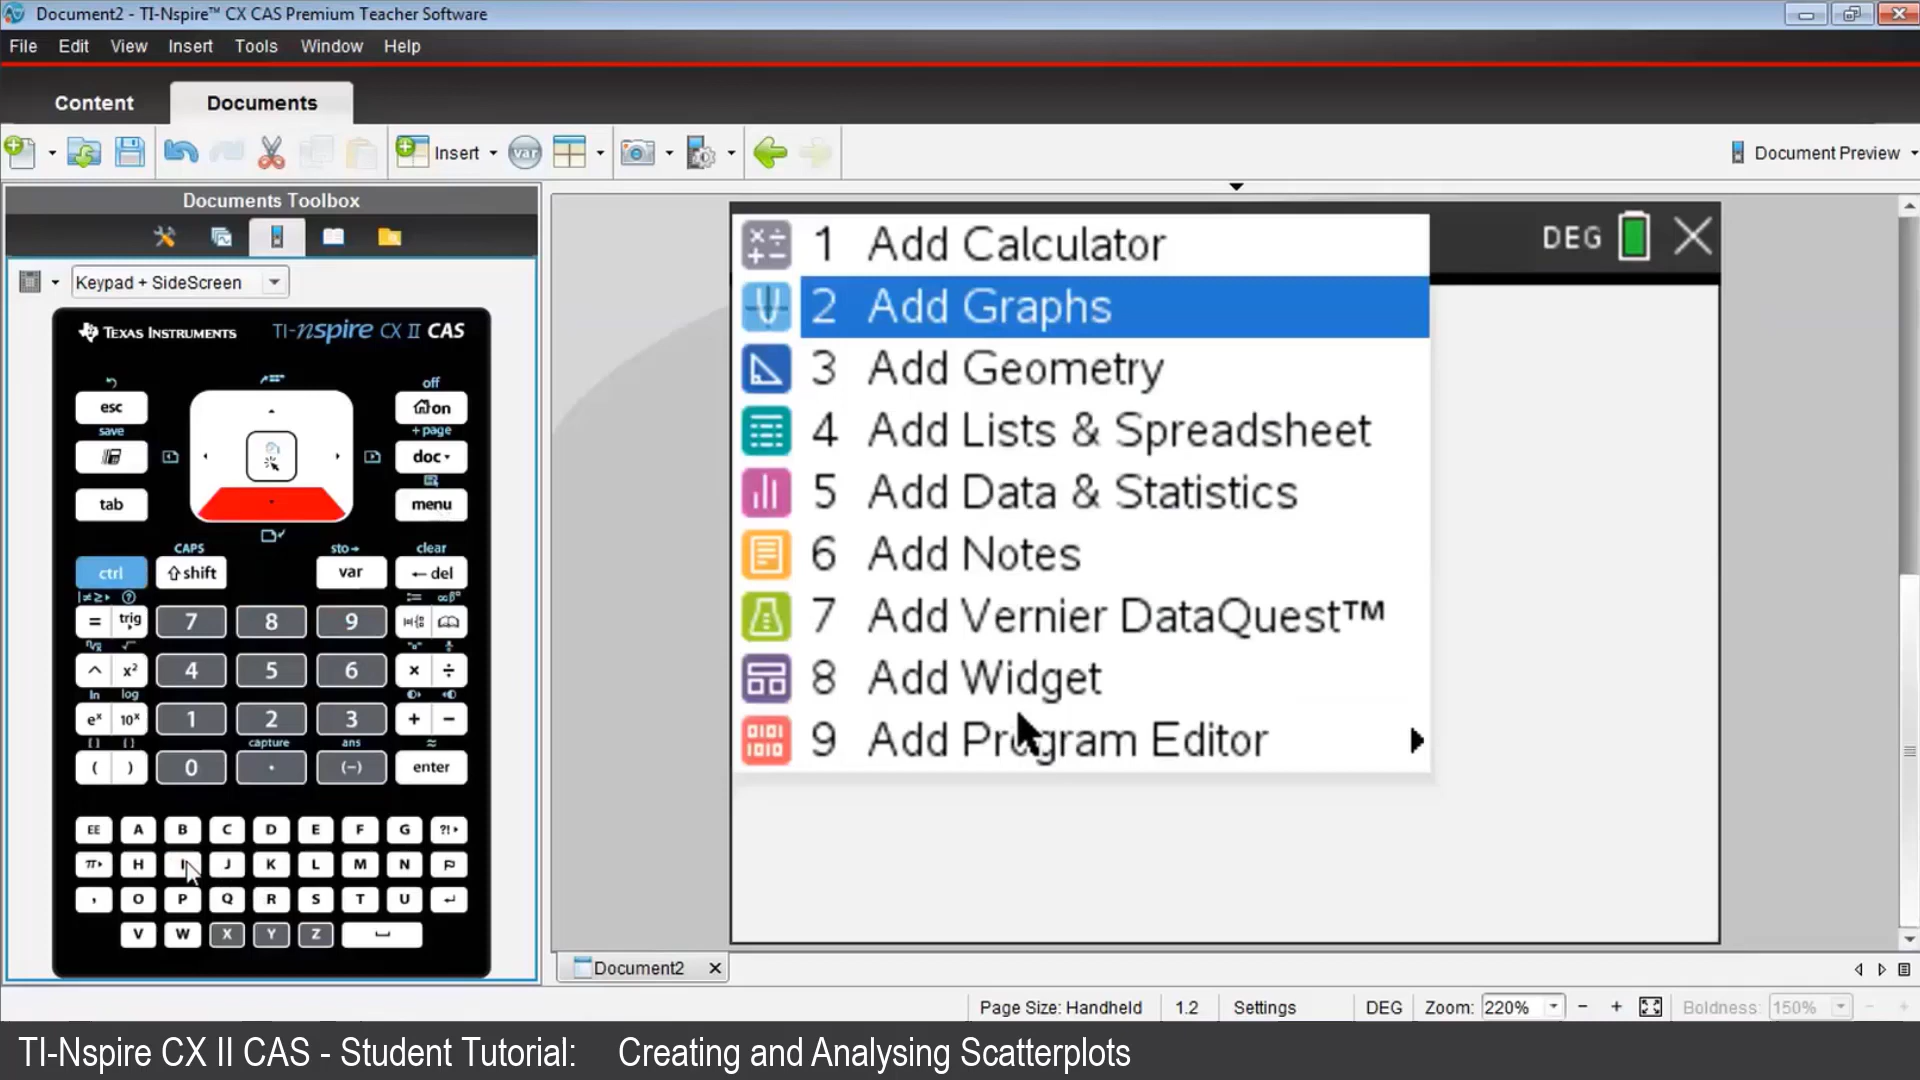 Document2 - TI-Nspire™ CX CAS Premium Teacher Software
File Edit View Insert Tools Window Help
Content Documents
Insert var Document Preview
Documents Toolbox
Keypad + SideScreen
TEXAS INSTRUMENTS TI-nspire CX II CAS
off
esc on
save + page
doc
tab menu
CAPS sto→ clear
ctrl shift var ← del
= trig 7 8 9
^ x² 4 5 6 × ÷
ln log
eˣ 10ˣ 1 2 3 + −
capture ans
( ) 0 . (−) enter
EE A B C D E F G ?!
π H I J K L M N
, O P Q R S T U
V W X Y Z
DEG
1 Add Calculator
2 Add Graphs
3 Add Geometry
4 Add Lists & Spreadsheet
5 Add Data & Statistics
6 Add Notes
7 Add Vernier DataQuest™
8 Add Widget
9 Add Program Editor
Document2
Page Size: Handheld 1.2 Settings DEG Zoom: 220% − + Boldness: 150% − +
TI-Nspire CX II CAS - Student Tutorial: Creating and Analysing Scatterplots